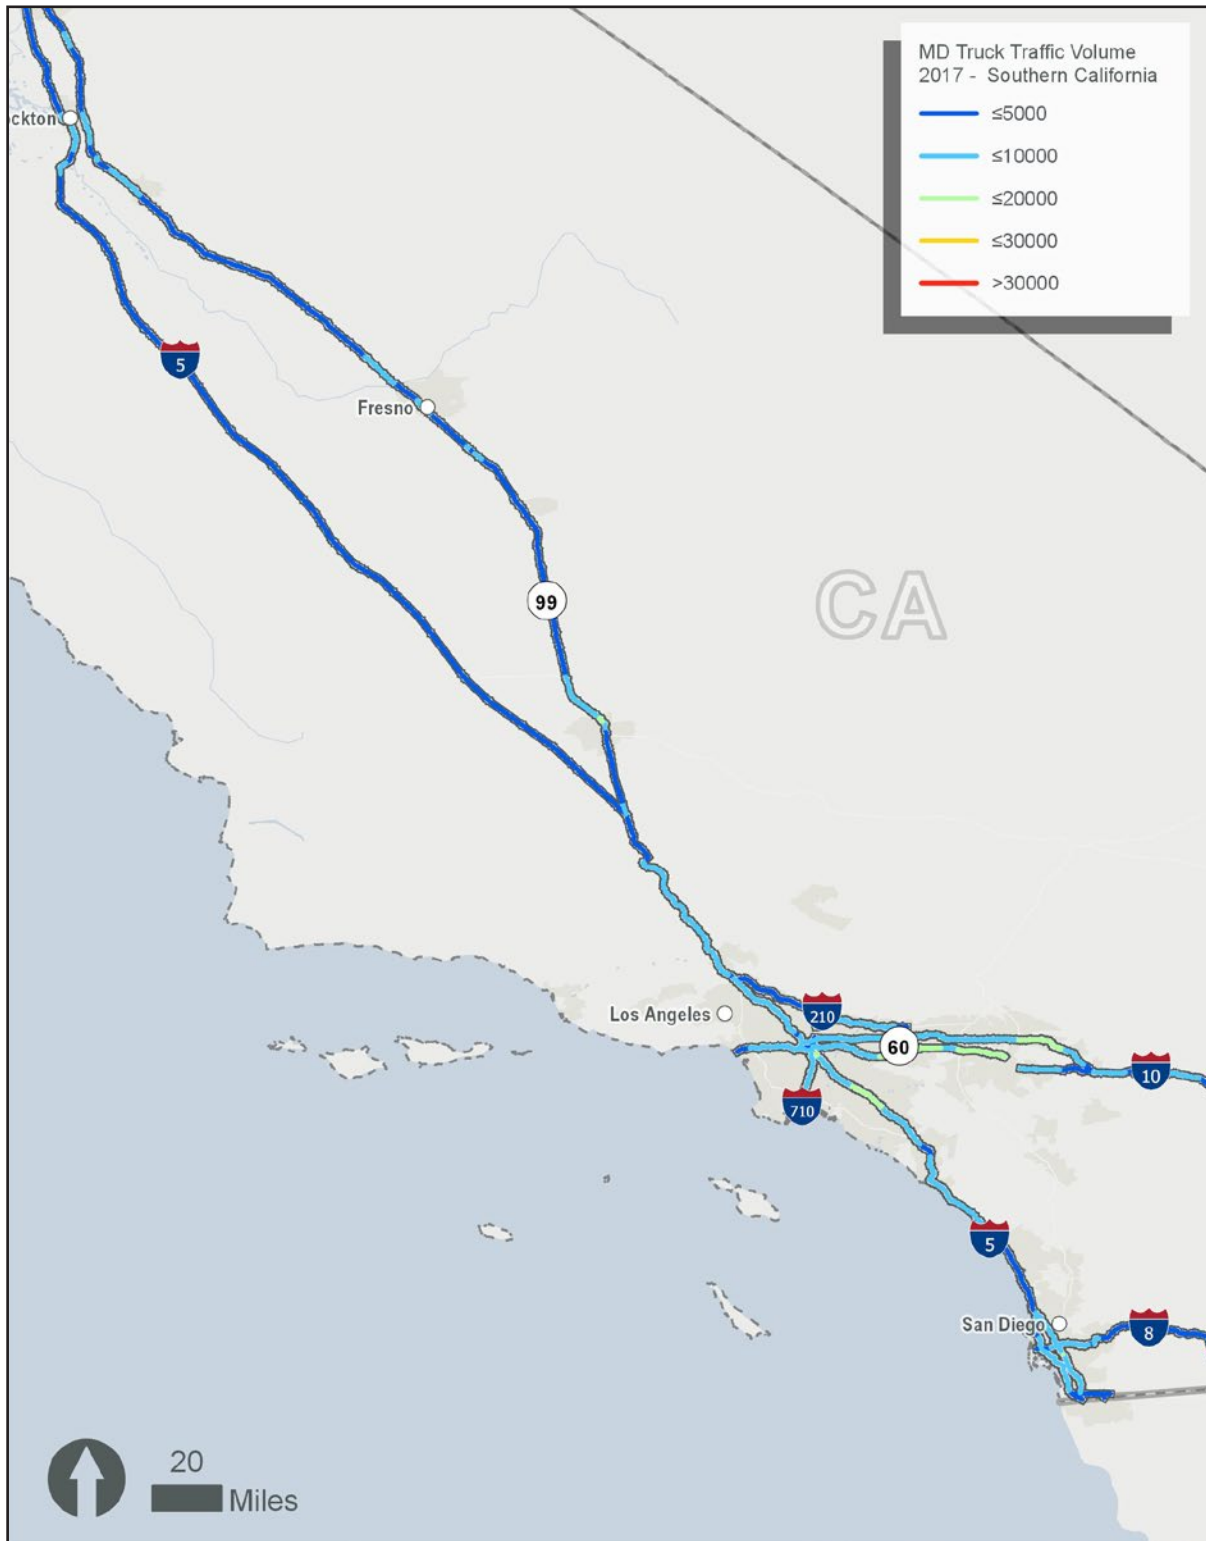 MD Truck Traffic Volume
2017 - Southern California
≤5000
≤10000
≤20000
≤30000
>30000
ockton
5
Fresno
99
CA
Los Angeles
210
60
10
710
5
San Diego
8
20
Miles